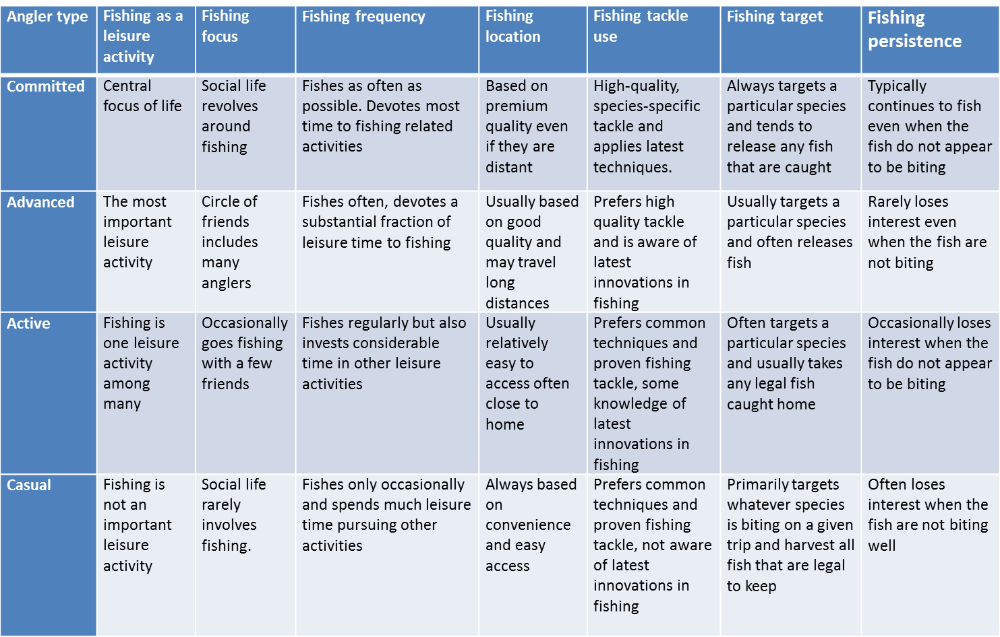 Angler type
Fishing as a
leisure
activity
Fishing
focus
Fishing frequency
Fishing
location
Fishing tackle
use
Fishing target
Fishing
persistence
Committed
Central
focus of life
Social life
revolves
around
fishing
Fishes as often as
possible. Devotes most
time to fishing related
activities
Based on
premium
quality even
if they are
distant
High-quality,
species-specific
tackle and
applies latest
techniques.
Always targets a
particular species
and tends to
release any fish
that are caught
Typically
continues to fish
even when the
fish do not appear
to be biting
Advanced
The most
important
leisure
activity
Circle of
friends
includes
many
anglers
Fishes often, devotes a
substantial fraction of
leisure time to fishing
Usually based
on good
quality and
may travel
long
distances
Prefers high
quality tackle
and is aware of
latest
innovations in
fishing
Usually targets a
particular species
and often releases
fish
Rarely loses
interest even
when the fish are
not biting
Active
Fishing is
one leisure
activity
among
many
Occasionally
goes fishing
with a few
friends
Fishes regularly but also
invests considerable
time in other leisure
activities
Usually
relatively
easy to
access often
close to
home
Prefers common
techniques and
proven fishing
tackle, some
knowledge of
latest
innovations in
fishing
Often targets a
particular species
and usually takes
any legal fish
caught home
Occasionally loses
interest when the
fish do not appear
to be biting
Casual
Fishing is
not an
important
leisure
activity
Social life
rarely
involves
fishing.
Fishes only occasionally
and spends much leisure
time pursuing other
activities
Always based
on
convenience
and easy
access
Prefers common
techniques and
proven fishing
tackle, not aware
of latest
innovations in
fishing
Primarily targets
whatever species
is biting on a given
trip and harvest all
fish that are legal
to keep
Often loses
interest when the
fish are not biting
well